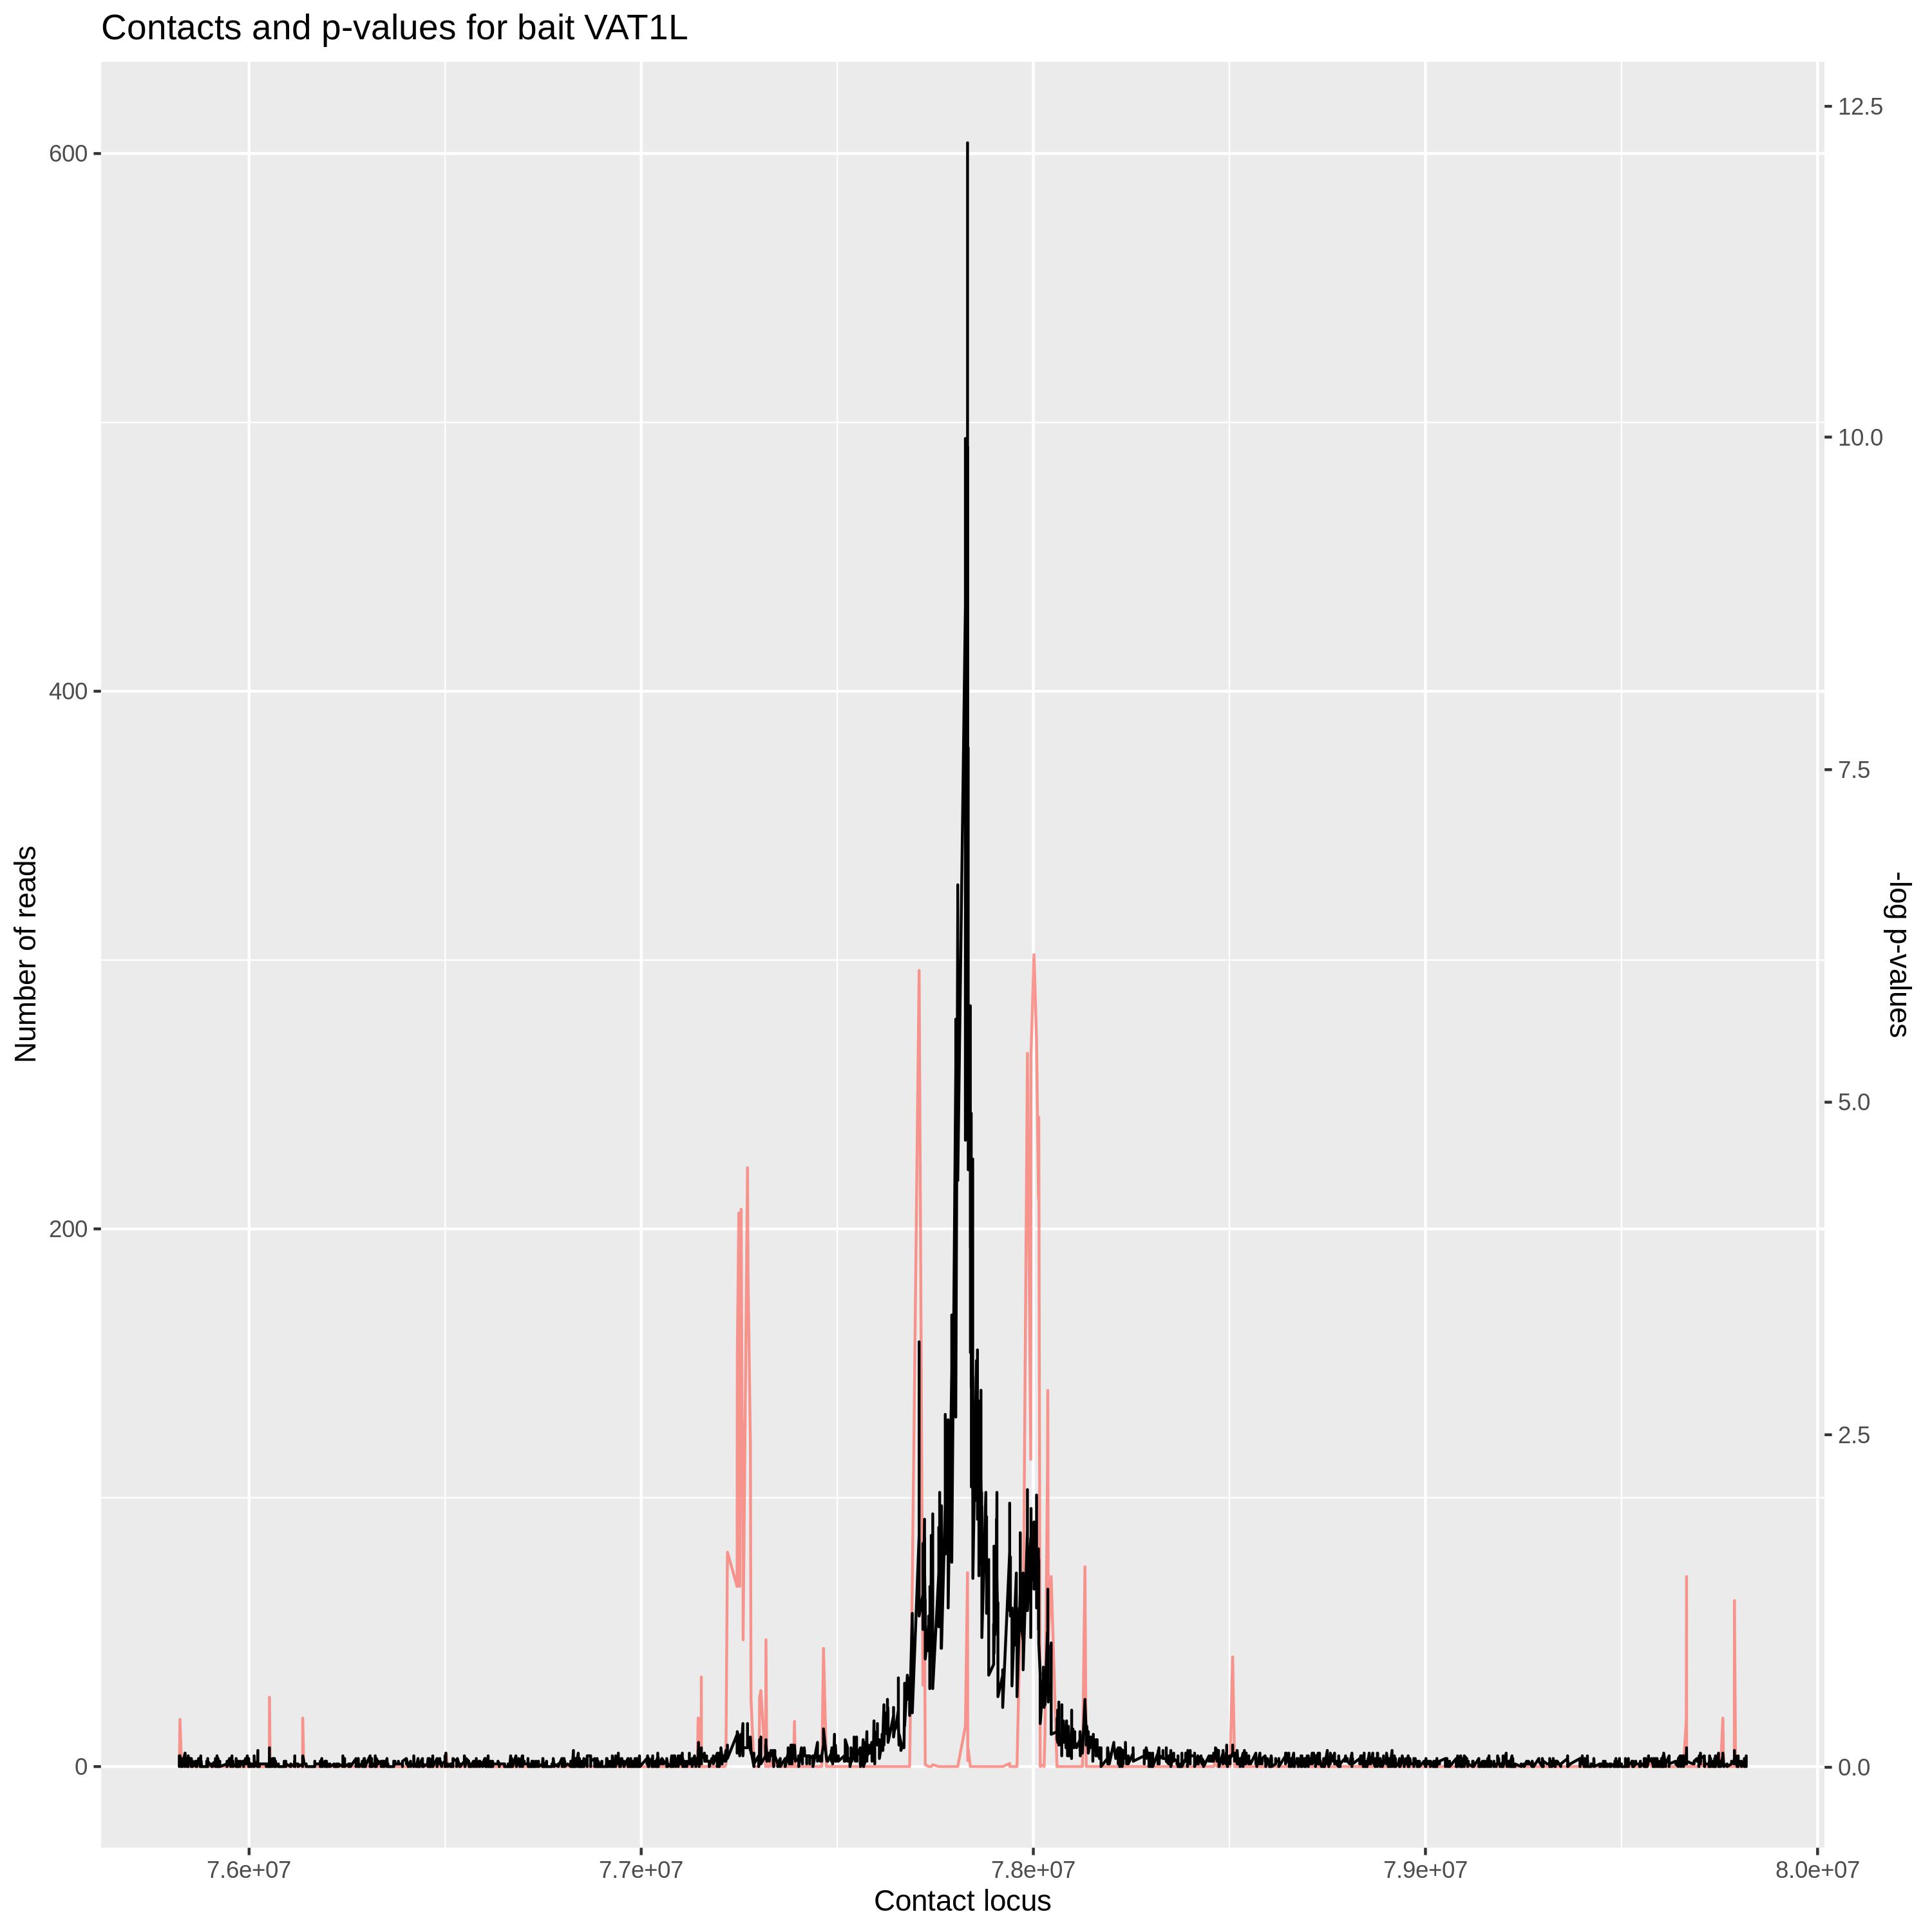 Contacts and p-values for bait VAT1L
600
400
200
0
Number of reads
12.5
10.0
7.5
5.0
2.5
0.0
-log p-values
7.6e+07
7.7e+07
7.8e+07
7.9e+07
8.0e+07
Contact locus